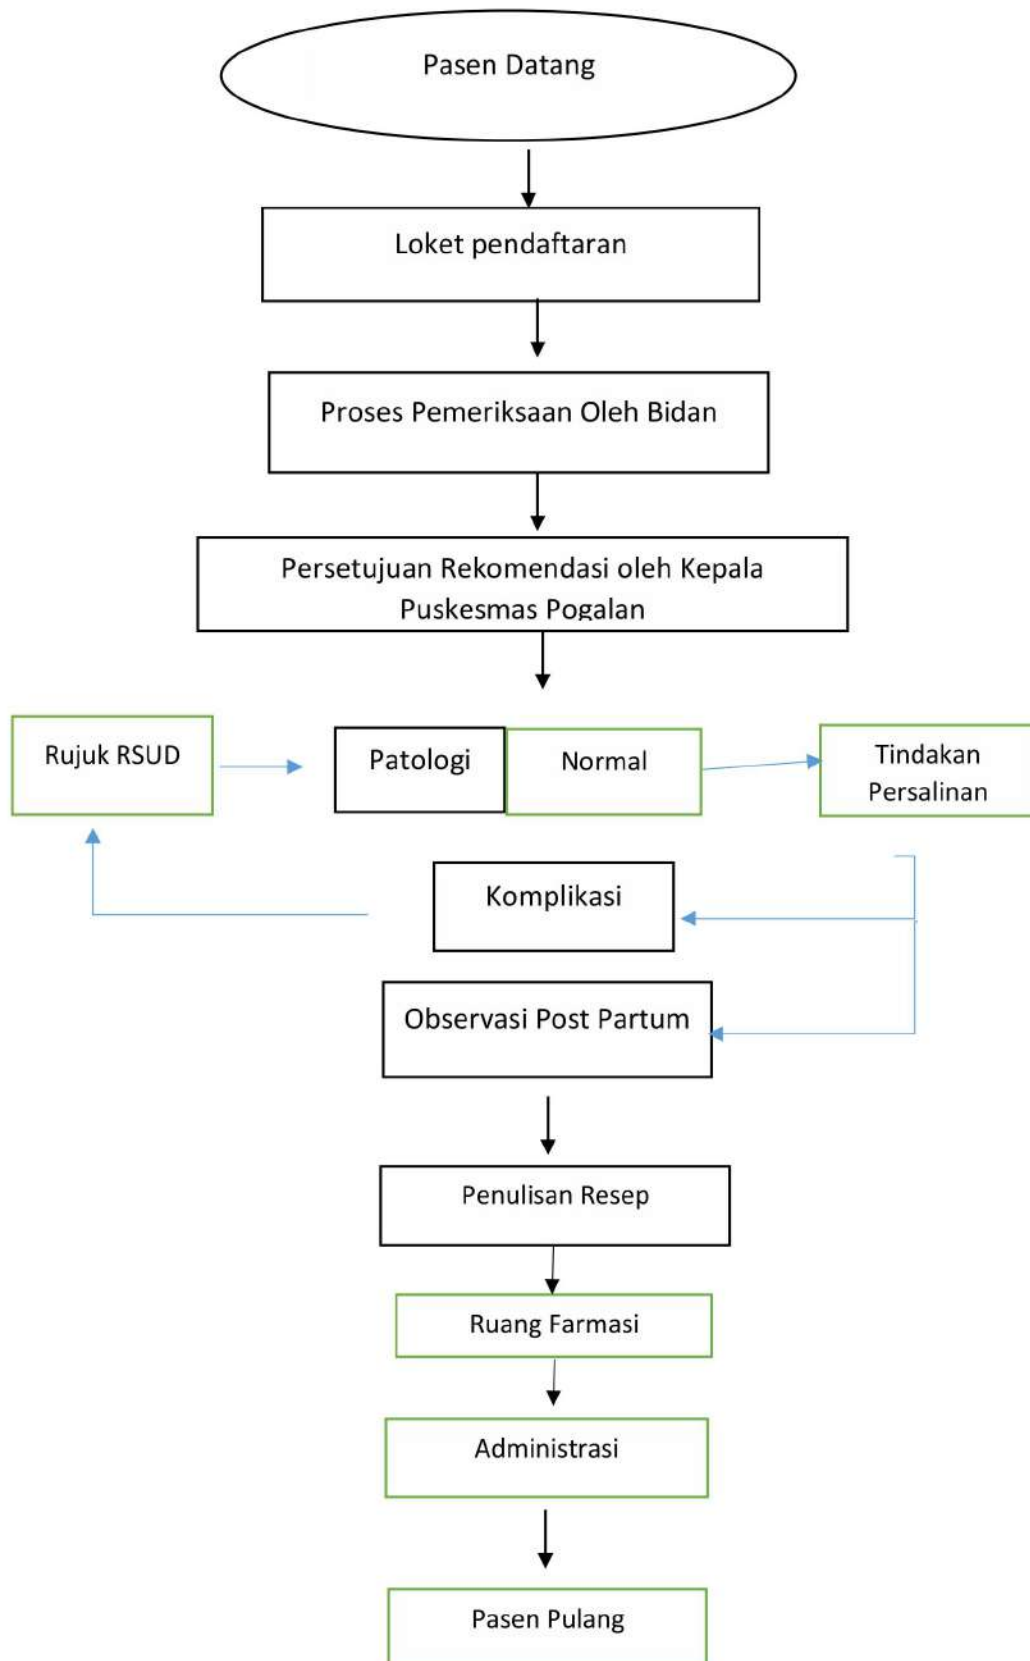 Pasen Datang
Loket pendaftaran
Proses Pemeriksaan Oleh Bidan
Persetujuan Rekomendasi oleh Kepala
Puskesmas Pogalan
Rujuk RSUD
Patologi
Normal
Tindakan
Persalinan
Komplikasi
Observasi Post Partum
Penulisan Resep
Ruang Farmasi
Administrasi
Pasen Pulang